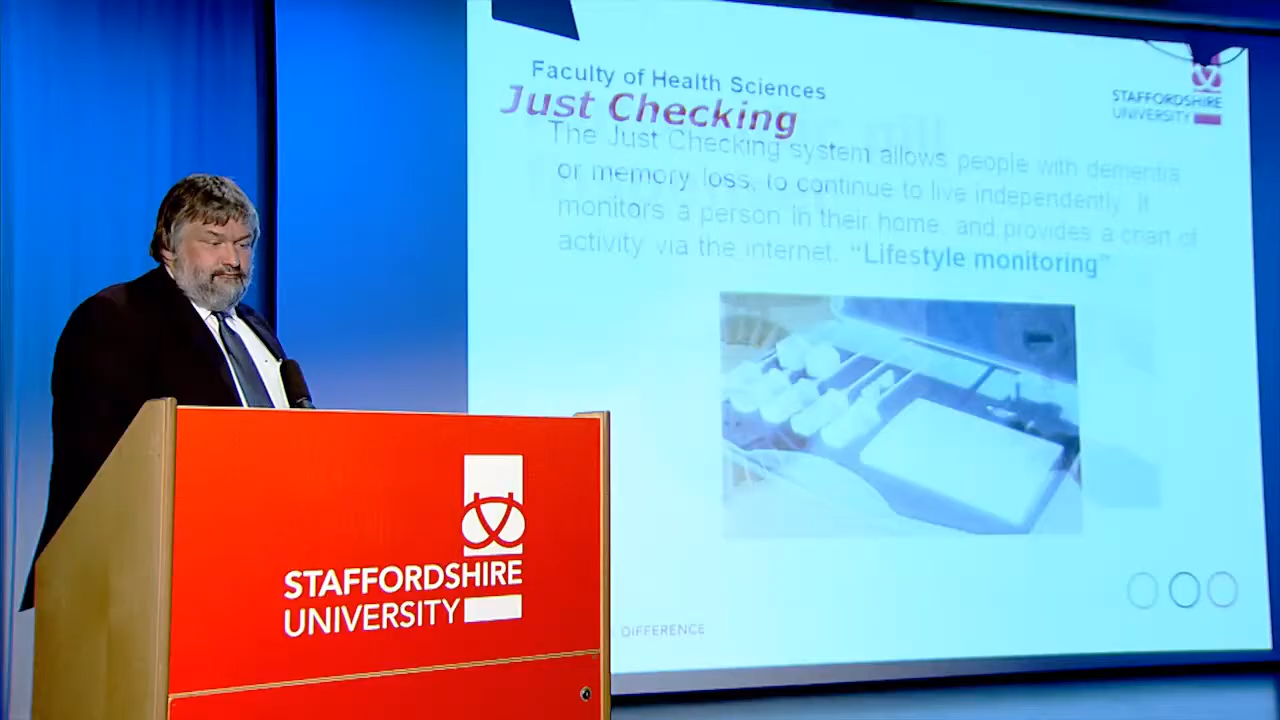 Faculty of Health Sciences
Just Checking
STAFFORDSHIRE
UNIVERSITY
The Just Checking system allows people with dementia
or memory loss, to continue to live independently. It
monitors a person in their home, and provides a chart of
activity via the internet. “Lifestyle monitoring”
DIFFERENCE
STAFFORDSHIRE
UNIVERSITY